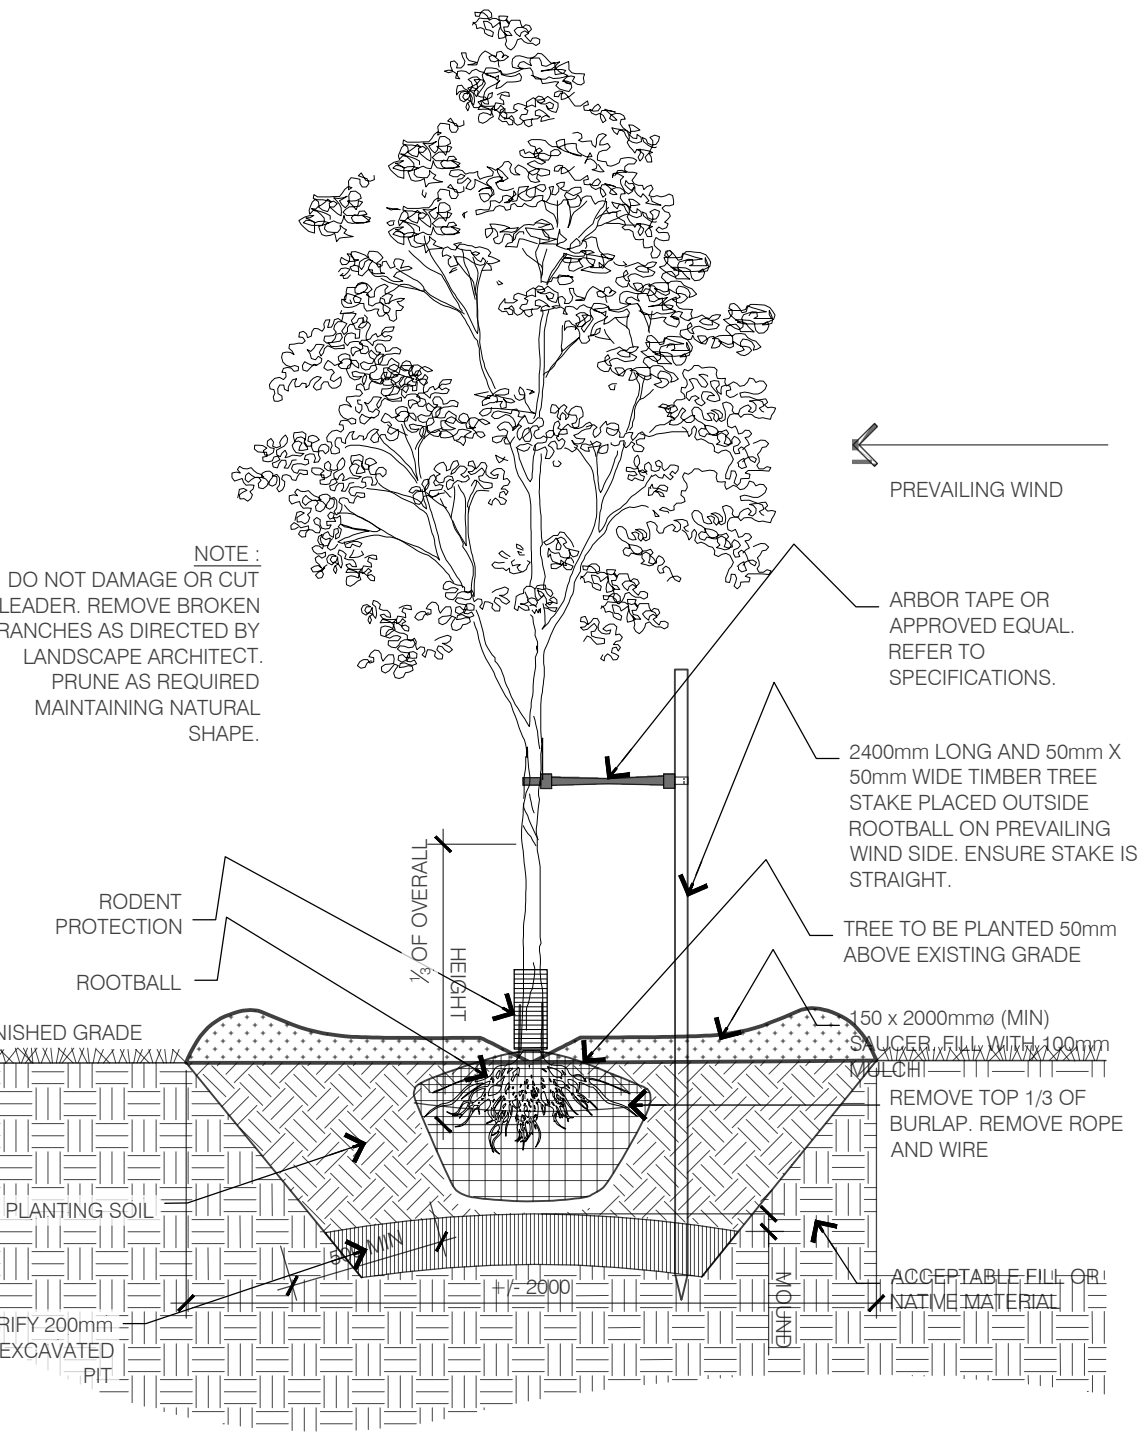 PREVAILING WIND
NOTE :
DO NOT DAMAGE OR CUT
LEADER. REMOVE BROKEN
RANCHES AS DIRECTED BY
LANDSCAPE ARCHITECT.
PRUNE AS REQUIRED
MAINTAINING NATURAL
SHAPE.
ARBOR TAPE OR
APPROVED EQUAL.
REFER TO
SPECIFICATIONS.
2400mm LONG AND 50mm X
50mm WIDE TIMBER TREE
STAKE PLACED OUTSIDE
ROOTBALL ON PREVAILING
WIND SIDE. ENSURE STAKE IS
STRAIGHT.
1/3 OF OVERALL
HEIGHT
RODENT
PROTECTION
ROOTBALL
TREE TO BE PLANTED 50mm
ABOVE EXISTING GRADE
NISHED GRADE
150 x 2000mmø (MIN)
SAUCER. FILL WITH 100mm
MULCH
REMOVE TOP 1/3 OF
BURLAP. REMOVE ROPE
AND WIRE
PLANTING SOIL
MIN
+/- 2000
MOUND
ACCEPTABLE FILL OR
NATIVE MATERIAL
RIFY 200mm
EXCAVATED
PIT